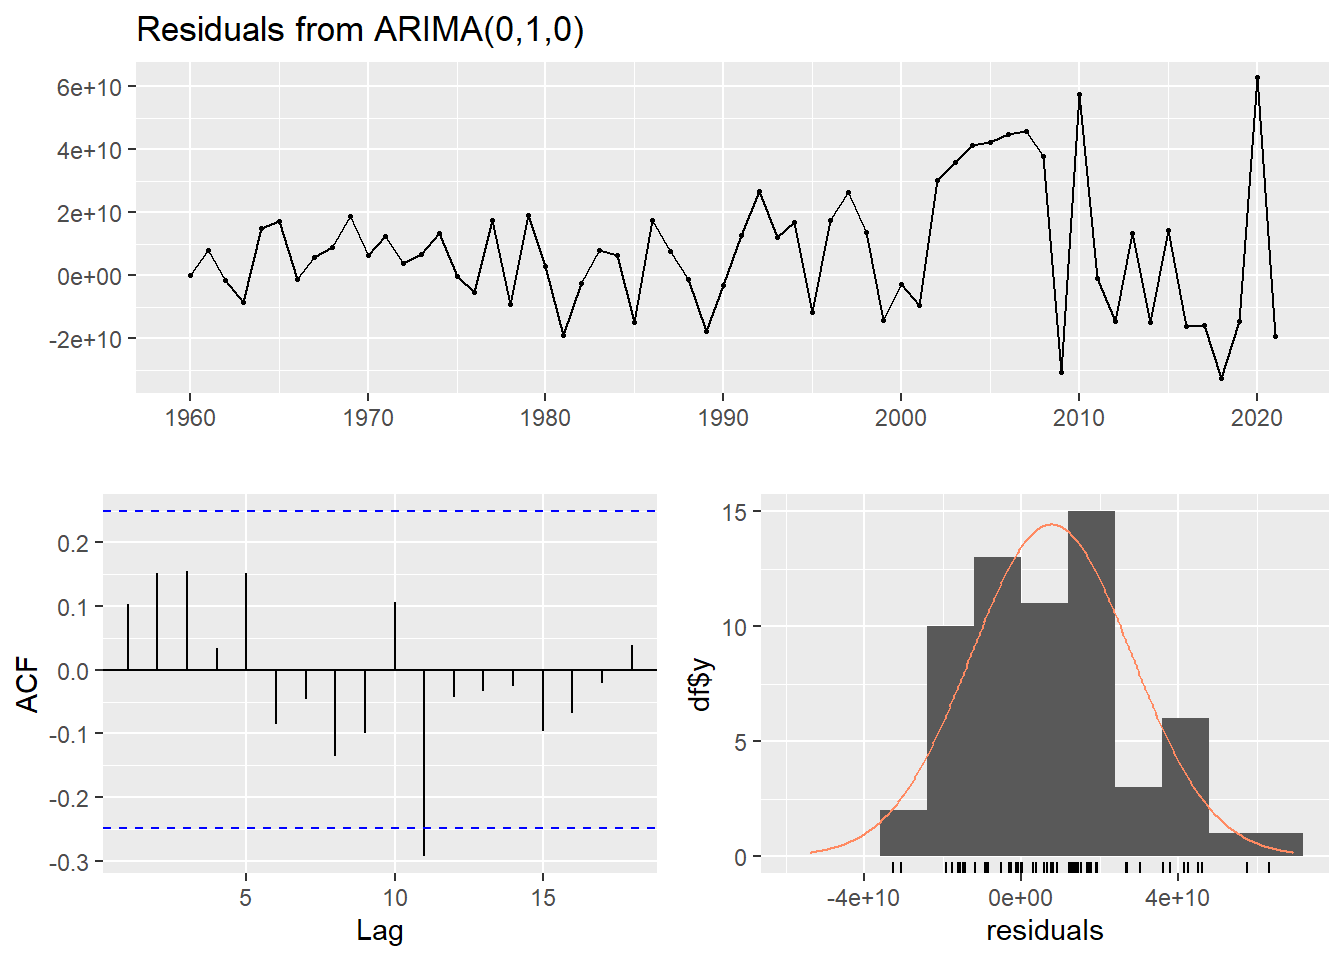 Residuals from ARIMA(0,1,0)
6e+10
4e+10
2e+10
0e+00
-2e+10
1960 1970 1980 1990 2000 2010 2020
ACF
0.2
0.1
0.0
-0.1
-0.2
-0.3
5 10 15
Lag
df$y
15
10
5
0
-4e+10 0e+00 4e+10
residuals